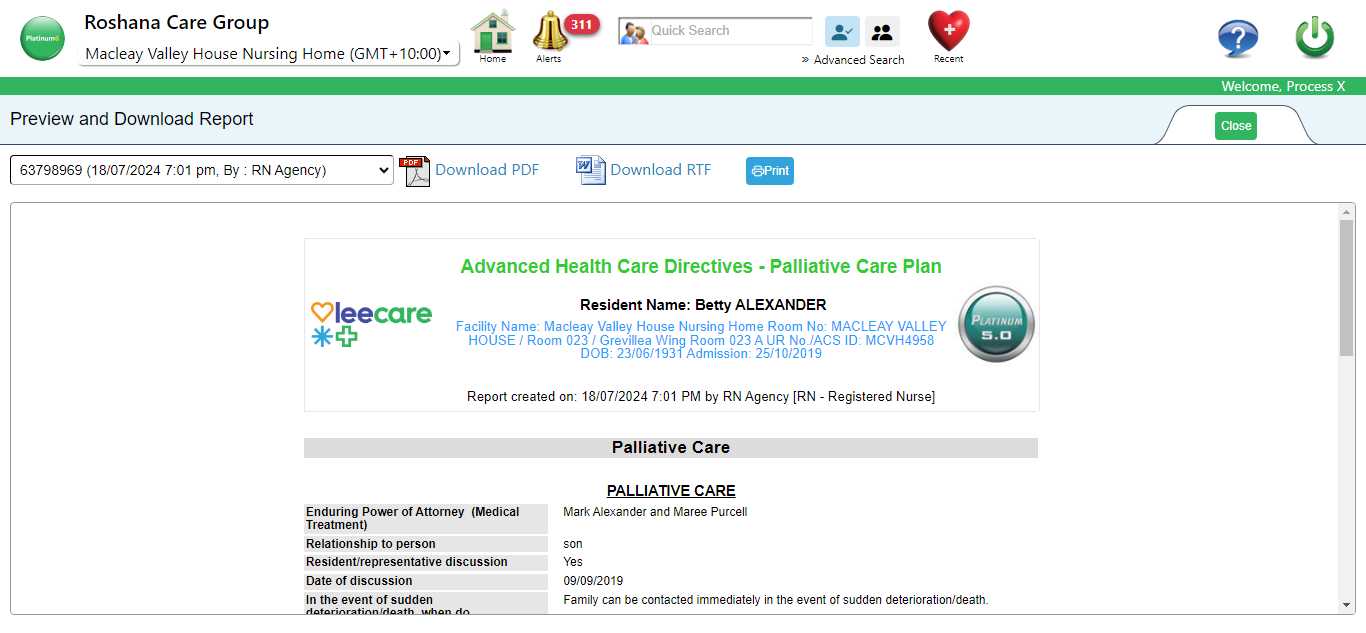 Platinum5
Roshana Care Group
Macleay Valley House Nursing Home (GMT+10:00)
Home
Alerts
311
Quick Search
» Advanced Search
Recent
?
Welcome, Process X
Preview and Download Report
Close
63798969 (18/07/2024 7:01 pm, By : RN Agency)
PDF
Download PDF
W
Download RTF
Print
Advanced Health Care Directives - Palliative Care Plan
leecare
Resident Name: Betty ALEXANDER
Facility Name: Macleay Valley House Nursing Home Room No: MACLEAY VALLEY
HOUSE / Room 023 / Grevillea Wing Room 023 A UR No./ACS ID: MCVH4958
DOB: 23/06/1931 Admission: 25/10/2019
PLATINUM
5.0
Report created on: 18/07/2024 7:01 PM by RN Agency [RN - Registered Nurse]
Palliative Care
PALLIATIVE CARE
Enduring Power of Attorney (Medical
Treatment)
Mark Alexander and Maree Purcell
Relationship to person
son
Resident/representative discussion
Yes
Date of discussion
09/09/2019
In the event of sudden
deterioration/death, when do
Family can be contacted immediately in the event of sudden deterioration/death.